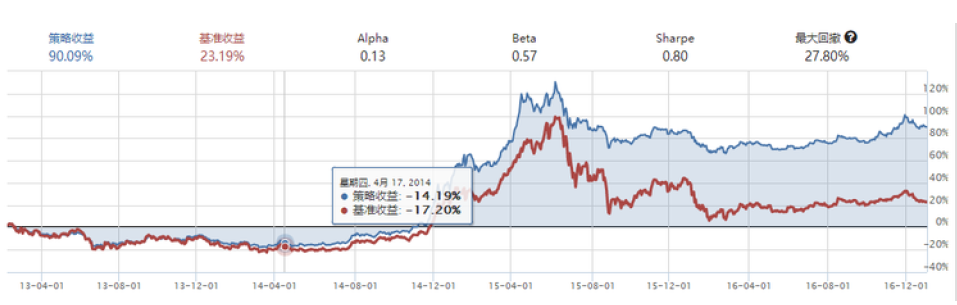 策略收益 基准收益 Alpha Beta Sharpe 最大回撤 ?
90.09% 23.19% 0.13 0.57 0.80 27.80%
120%
100%
80%
60%
40%
20%
0%
-20%
-40%
星期四, 4月 17, 2014
策略收益: -14.19%
基准收益: -17.20%
13-04-01 13-08-01 13-12-01 14-04-01 14-08-01 14-12-01 15-04-01 15-08-01 15-12-01 16-04-01 16-08-01 16-12-01